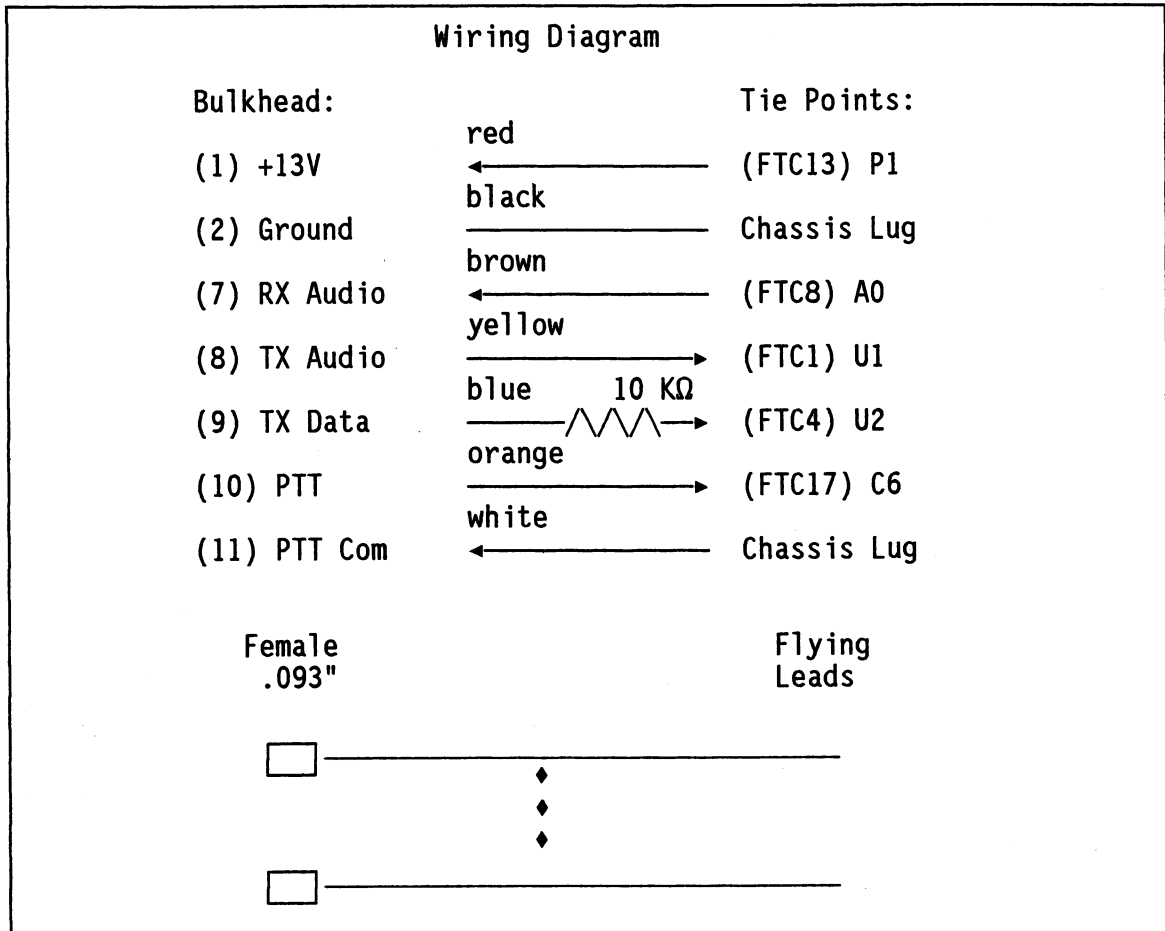 Wiring Diagram
Bulkhead: Tie Points:
red
(1) +13V (FTC13) P1
black
(2) Ground Chassis Lug
brown
(7) RX Audio (FTC8) A0
yellow
(8) TX Audio (FTC1) U1
blue 10 KΩ
(9) TX Data (FTC4) U2
orange
(10) PTT (FTC17) C6
white
(11) PTT Com Chassis Lug
Female Flying
.093" Leads